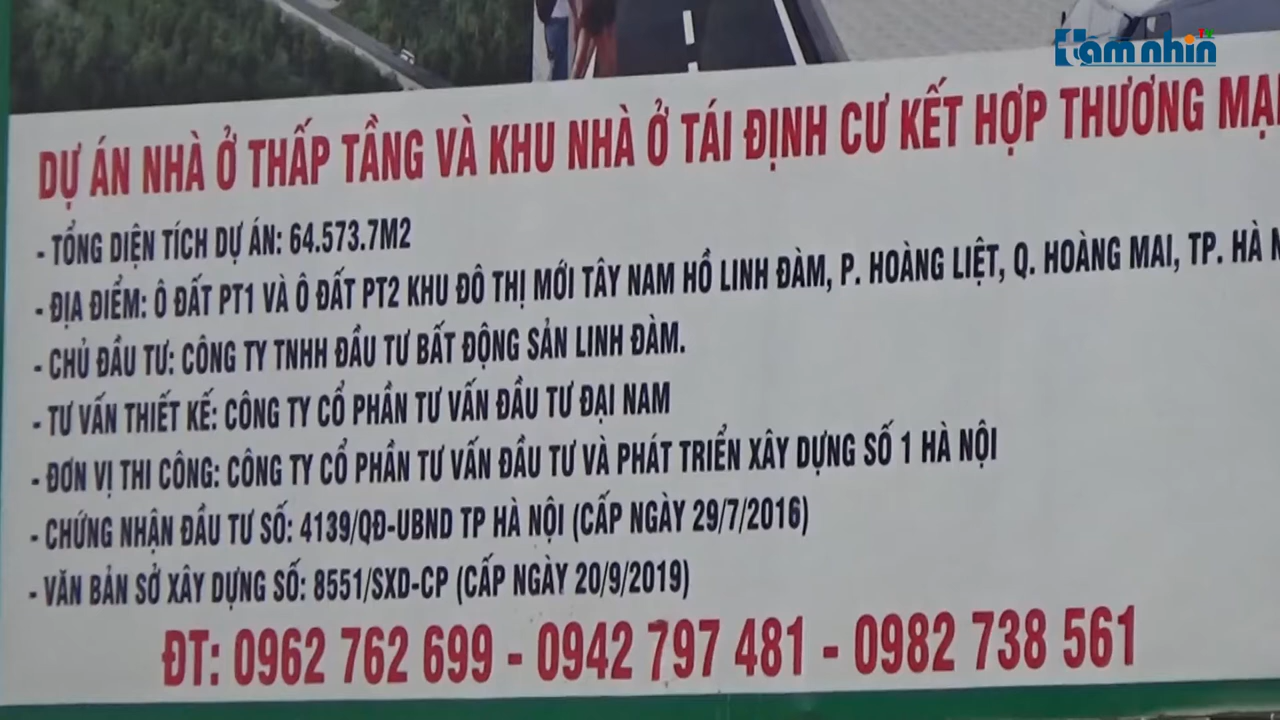 Tamnhìn TV
DỰ ÁN NHÀ Ở THẤP TẦNG VÀ KHU NHÀ Ở TÁI ĐỊNH CƯ KẾT HỢP THƯƠNG MẠI
- TỔNG DIỆN TÍCH DỰ ÁN: 64.573.7M2
- ĐỊA ĐIỂM: Ô ĐẤT PT1 VÀ Ô ĐẤT PT2 KHU ĐÔ THỊ MỚI TÂY NAM HỒ LINH ĐÀM, P. HOÀNG LIỆT, Q. HOÀNG MAI, TP. HÀ N
- CHỦ ĐẦU TƯ: CÔNG TY TNHH ĐẦU TƯ BẤT ĐỘNG SẢN LINH ĐÀM.
- TƯ VẤN THIẾT KẾ: CÔNG TY CỔ PHẦN TƯ VẤN ĐẦU TƯ ĐẠI NAM
- ĐƠN VỊ THI CÔNG: CÔNG TY CỔ PHẦN TƯ VẤN ĐẦU TƯ VÀ PHÁT TRIỂN XÂY DỰNG SỐ 1 HÀ NỘI
- CHỨNG NHẬN ĐẦU TƯ SỐ: 4139/QĐ-UBND TP HÀ NỘI (CẤP NGÀY 29/7/2016)
- VĂN BẢN SỞ XÂY DỰNG SỐ: 8551/SXD-CP (CẤP NGÀY 20/9/2019)
ĐT: 0962 762 699 - 0942 797 481 - 0982 738 561